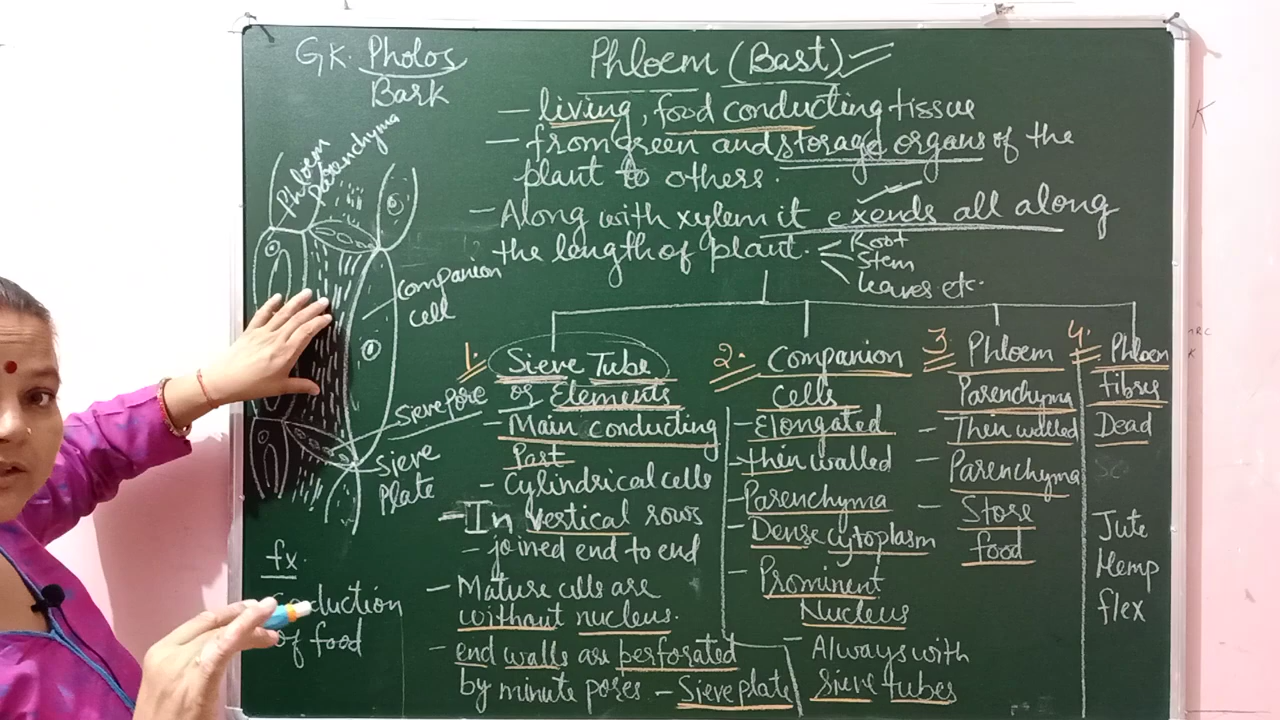 GK. Pholos
Bark
Phloem (Bast)
- living, food conducting tissue
- from green and storage organs of the
plant to others.
- Along with xylem it exends all along
the length of plant.
Root
Stem
leaves etc.
Phloem
parenchyma
companion
cell
Sieve pore
Sieve
Plate
fx
conduction
of food
1. Sieve Tube
or Elements
- Main conducting
Part
- Cylindrical cells
- In vertical rows
- joined end to end
- Mature cells are
without nucleus.
- end walls are perforated
by minute pores - Sieve plate
2. Companion
Cells
- Elongated
- thin walled
- Parenchyma
- Dense cytoplasm
- Prominent
Nucleus
- Always with
Sieve tubes
3. Phloem
Parenchyma
- Then walled
- Parenchyma
- Store
food
4. Phloem
fibres
Dead
Jute
Hemp
flex
K